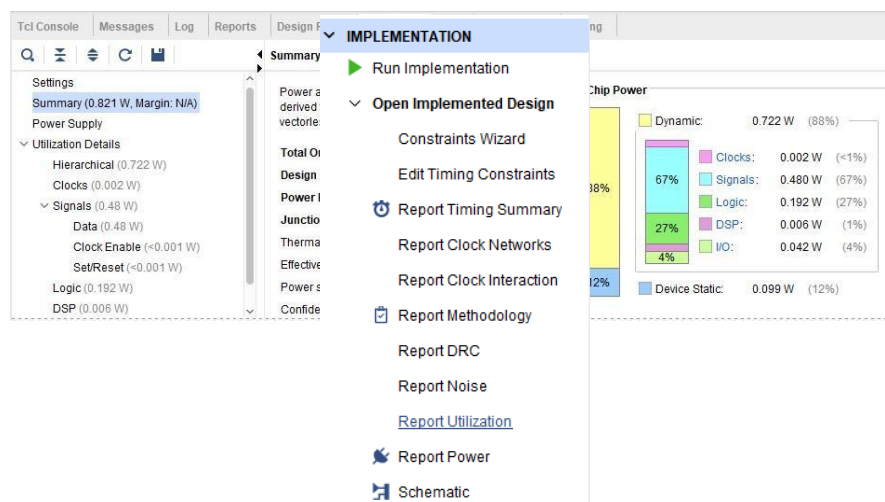 Tcl Console Messages Log Reports Design
IMPLEMENTATION
Run Implementation
Open Implemented Design
Constraints Wizard
Edit Timing Constraints
Report Timing Summary
Report Clock Networks
Report Clock Interaction
Report Methodology
Report DRC
Report Noise
Report Utilization
Report Power
Schematic
Settings
Summary (0.821 W, Margin: N/A)
Power Supply
Utilization Details
Hierarchical (0.722 W)
Clocks (0.002 W)
Signals (0.48 W)
Data (0.48 W)
Clock Enable (<0.001 W)
Set/Reset (<0.001 W)
Logic (0.192 W)
DSP (0.006 W)
Summary
Power a
derived
vectorles
Total On
Design
Power
Junctio
Therma
Effective
Power s
Confide
Chip Power
Dynamic: 0.722 W (88%)
Clocks: 0.002 W (<1%)
67% Signals: 0.480 W (67%)
Logic: 0.192 W (27%)
27% DSP: 0.006 W (1%)
I/O: 0.042 W (4%)
4%
38%
12% Device Static: 0.099 W (12%)